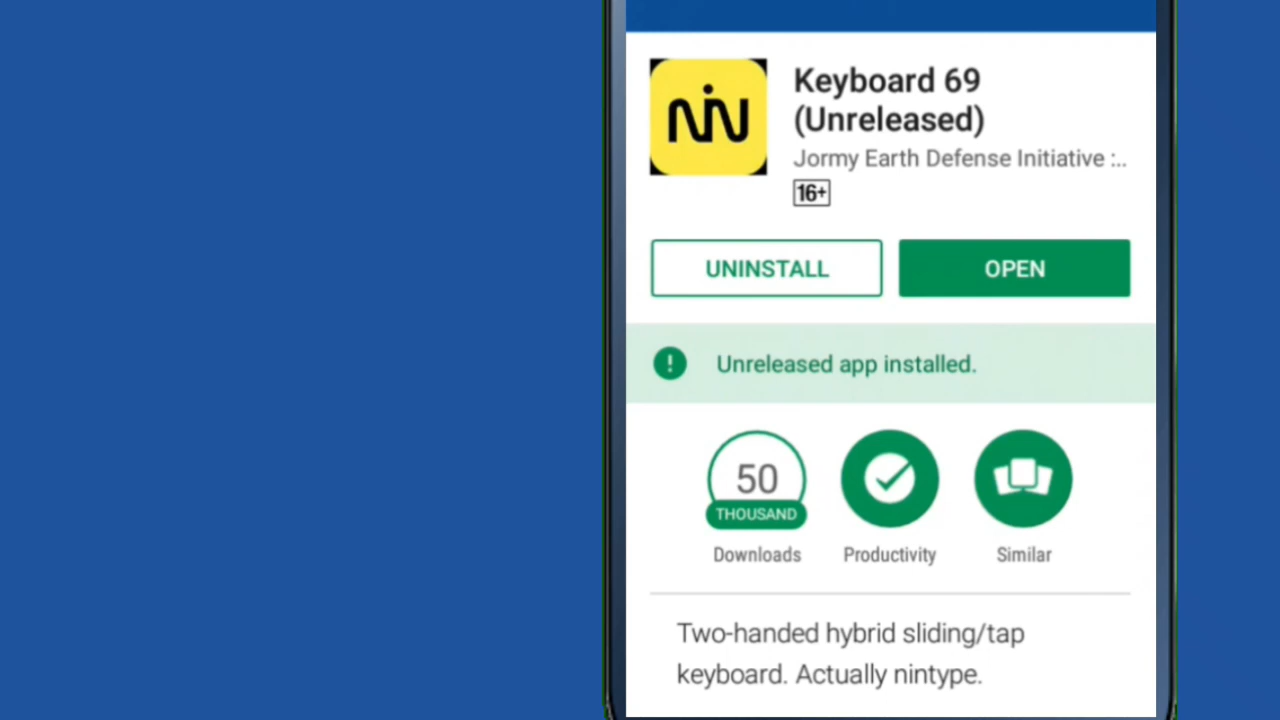 nin
Keyboard 69
(Unreleased)
Jormy Earth Defense Initiative :..
16+
UNINSTALL
OPEN
! Unreleased app installed.
50
THOUSAND
Downloads
Productivity
Similar
Two-handed hybrid sliding/tap
keyboard. Actually nintype.